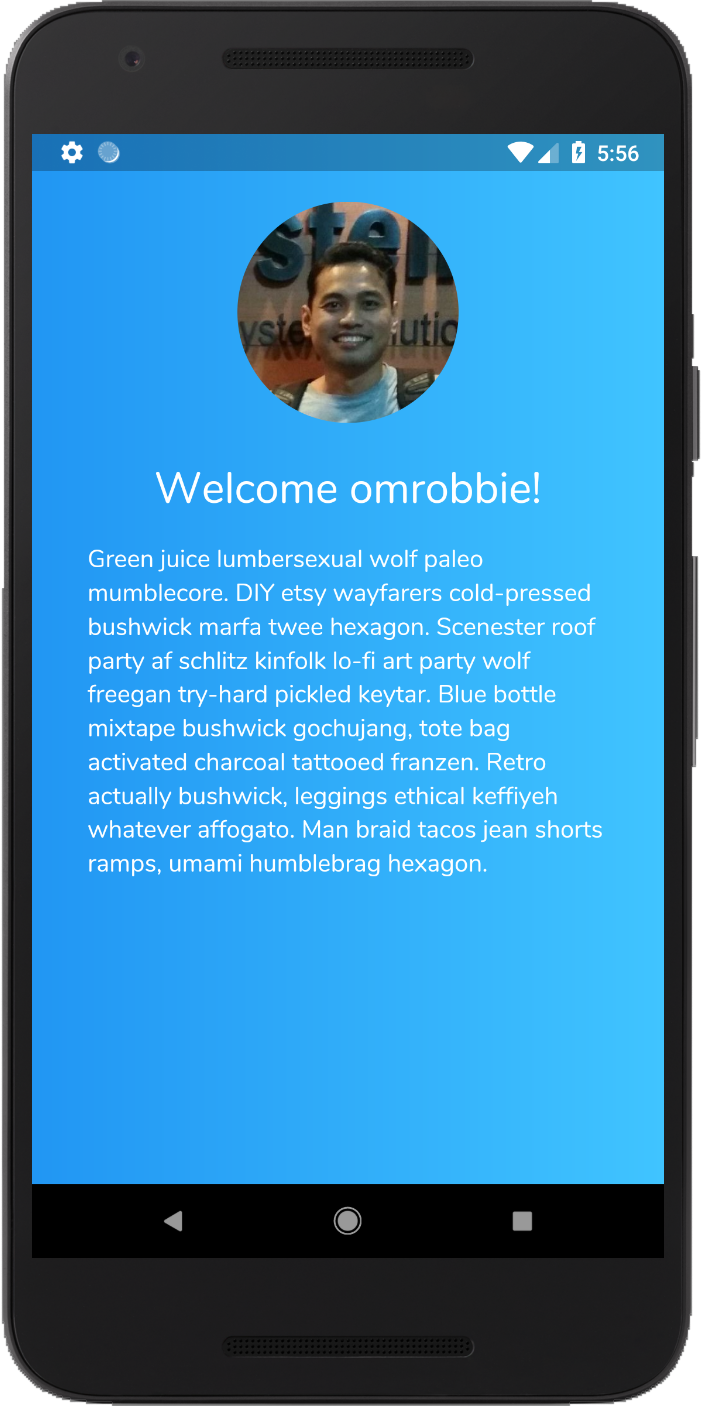 5:56
stem
yste
utic
Welcome omrobbie!
Green juice lumbersexual wolf paleo
mumblecore. DIY etsy wayfarers cold-pressed
bushwick marfa twee hexagon. Scenester roof
party af schlitz kinfolk lo-fi art party wolf
freegan try-hard pickled keytar. Blue bottle
mixtape bushwick gochujang, tote bag
activated charcoal tattooed franzen. Retro
actually bushwick, leggings ethical keffiyeh
whatever affogato. Man braid tacos jean shorts
ramps, umami humblebrag hexagon.